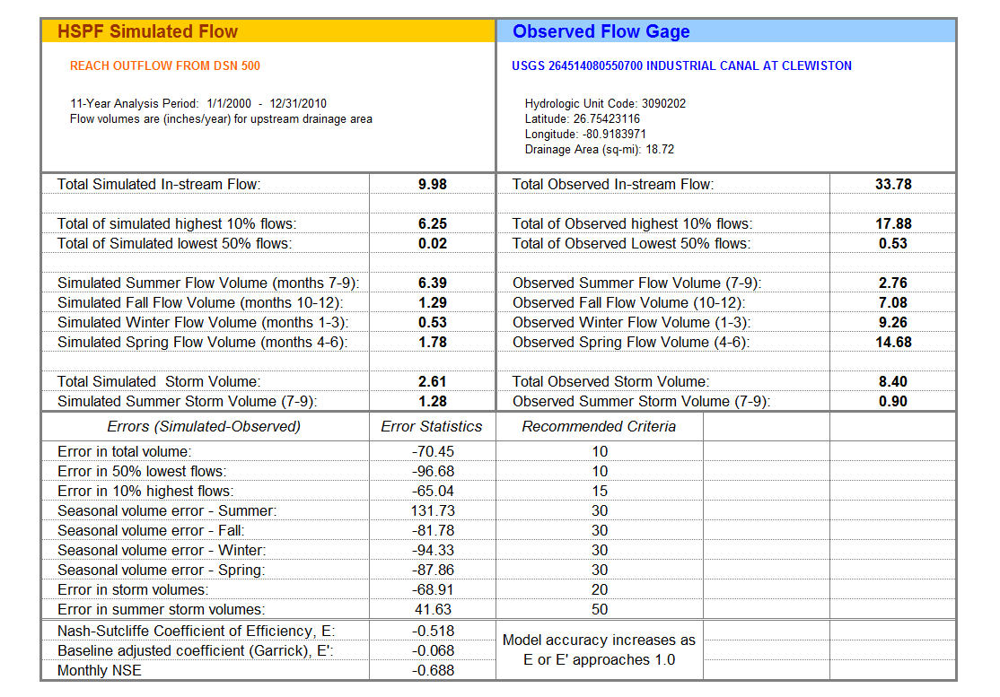 HSPF Simulated Flow
Observed Flow Gage
REACH OUTFLOW FROM DSN 500
USGS 264514080550700 INDUSTRIAL CANAL AT CLEWISTON
11-Year Analysis Period:  1/1/2000  -  12/31/2010
Flow volumes are (inches/year) for upstream drainage area
Hydrologic Unit Code: 3090202
Latitude: 26.75423116
Longitude: -80.9183971
Drainage Area (sq-mi): 18.72
Total Simulated In-stream Flow: 9.98 Total Observed In-stream Flow: 33.78
Total of simulated highest 10% flows: 6.25 Total of Observed highest 10% flows: 17.88
Total of Simulated lowest 50% flows: 0.02 Total of Observed Lowest 50% flows: 0.53
Simulated Summer Flow Volume (months 7-9): 6.39 Observed Summer Flow Volume (7-9): 2.76
Simulated Fall Flow Volume (months 10-12): 1.29 Observed Fall Flow Volume (10-12): 7.08
Simulated Winter Flow Volume (months 1-3): 0.53 Observed Winter Flow Volume (1-3): 9.26
Simulated Spring Flow Volume (months 4-6): 1.78 Observed Spring Flow Volume (4-6): 14.68
Total Simulated  Storm Volume: 2.61 Total Observed Storm Volume: 8.40
Simulated Summer Storm Volume (7-9): 1.28 Observed Summer Storm Volume (7-9): 0.90
Errors (Simulated-Observed) Error Statistics Recommended Criteria
Error in total volume: -70.45 10
Error in 50% lowest flows: -96.68 10
Error in 10% highest flows: -65.04 15
Seasonal volume error - Summer: 131.73 30
Seasonal volume error - Fall: -81.78 30
Seasonal volume error - Winter: -94.33 30
Seasonal volume error - Spring: -87.86 30
Error in storm volumes: -68.91 20
Error in summer storm volumes: 41.63 50
Nash-Sutcliffe Coefficient of Efficiency, E: -0.518
Baseline adjusted coefficient (Garrick), E': -0.068
Monthly NSE -0.688
Model accuracy increases as
E or E' approaches 1.0